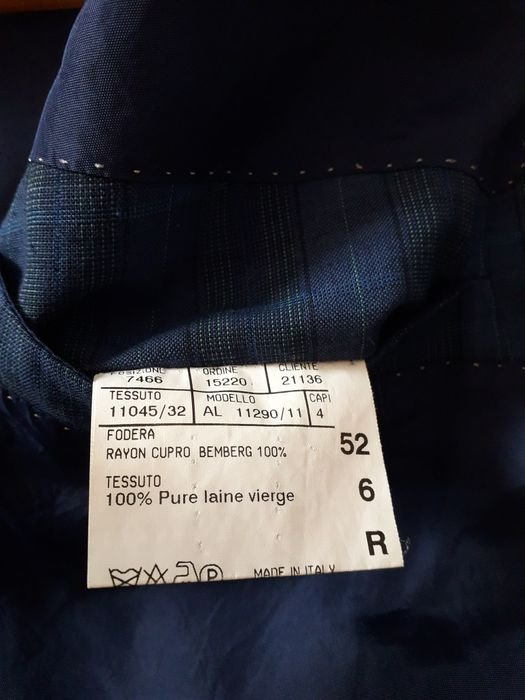 POSIZIONE ORDINE CLIENTE
7466 15220 21136
TESSUTO MODELLO CAPI
11045/32 AL 11290/11 4
FODERA
RAYON CUPRO BEMBERG 100%
52
TESSUTO
100% Pure laine vierge
6
R
P
MADE IN ITALY